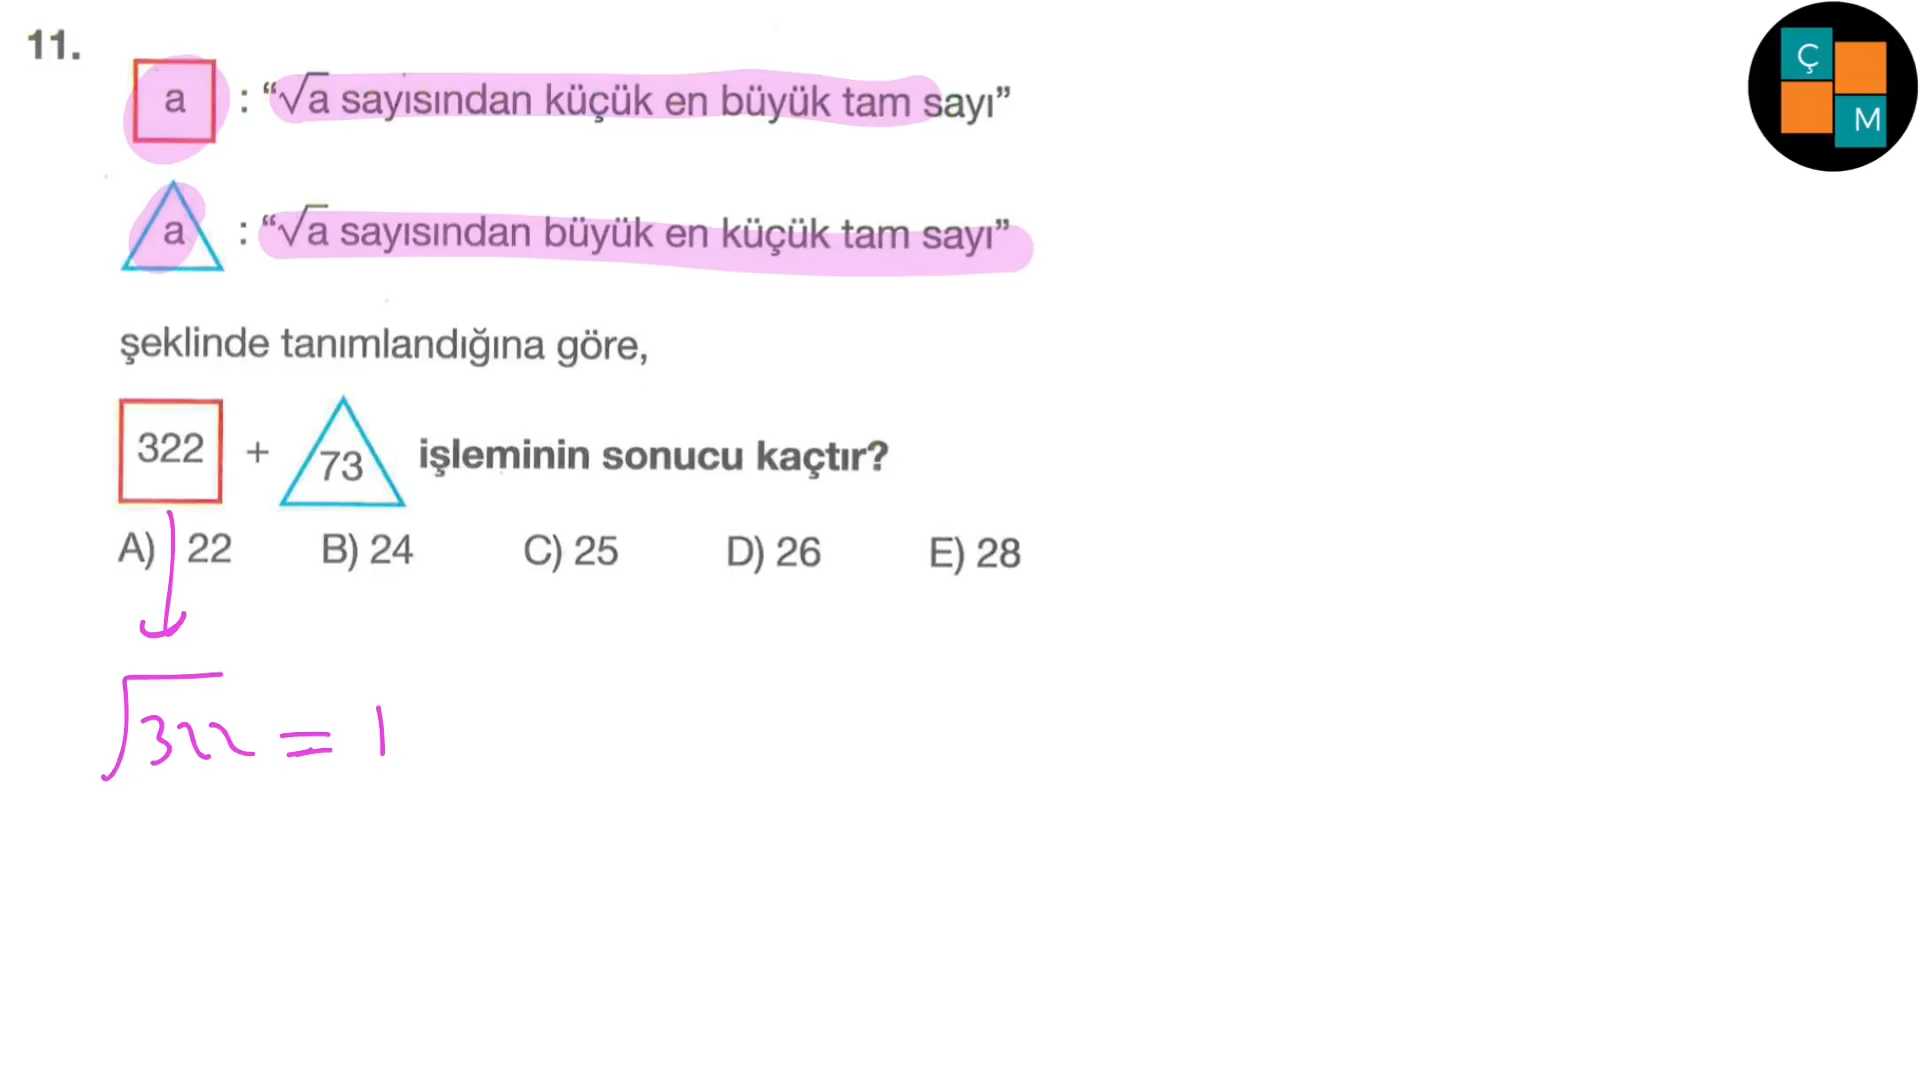 11.
a : “√a sayısından küçük en büyük tam sayı”
a : “√a sayısından büyük en küçük tam sayı”
şeklinde tanımlandığına göre,
322 + 73 işleminin sonucu kaçtır?
A) 22 B) 24 C) 25 D) 26 E) 28
√322 = 1
Ç M